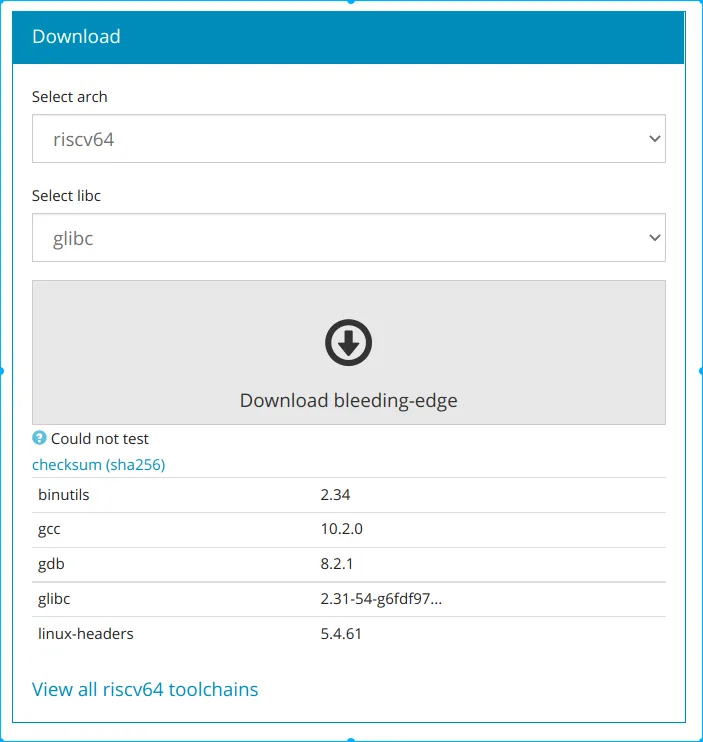 Download
Select arch
riscv64
Select libc
glibc
Download bleeding-edge
Could not test
checksum (sha256)
binutils 2.34
gcc 10.2.0
gdb 8.2.1
glibc 2.31-54-g6fdf97...
linux-headers 5.4.61
View all riscv64 toolchains